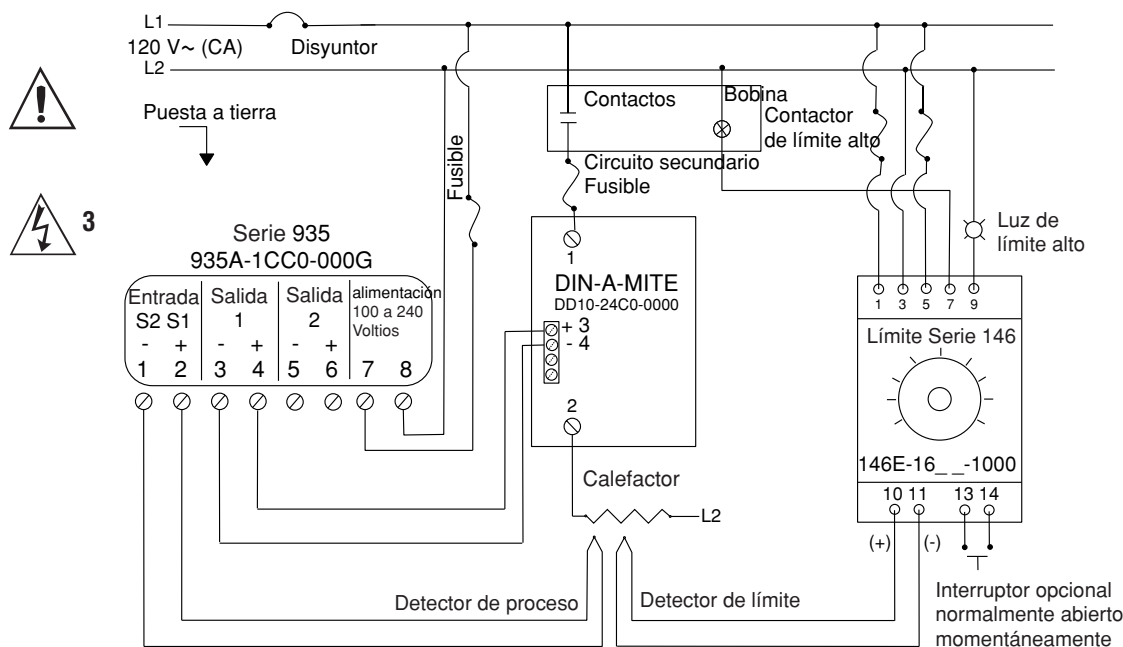 L1
120 V~ (CA)
Disyuntor
L2
Puesta a tierra
Contactos
Bobina
Contactor
de límite alto
Circuito secundario
Fusible
Fusible
3
Serie 935
935A-1CC0-000G
Entrada
S2 S1
- +
1 2
Salida
1
- +
3 4
Salida
2
- +
5 6
alimentación
100 a 240
Voltios
7 8
1
DIN-A-MITE
DD10-24C0-0000
+ 3
- 4
2
Calefactor
L2
Luz de
límite alto
1 3 5 7 9
Límite Serie 146
146E-16_ _-1000
10 11 13 14
(+) (-)
Detector de proceso
Detector de límite
Interruptor opcional
normalmente abierto
momentáneamente